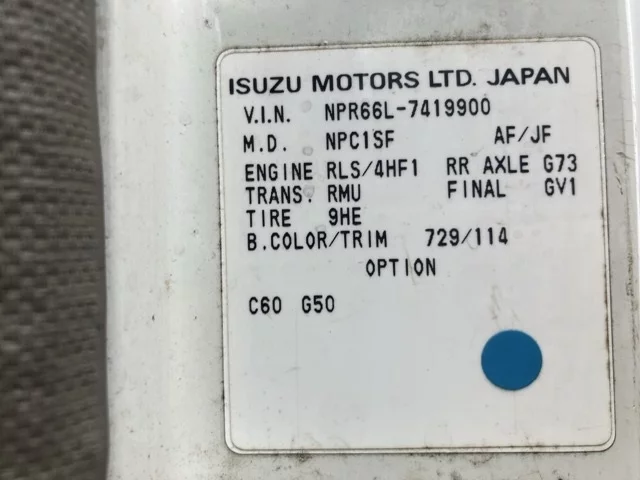 ISUZU MOTORS LTD. JAPAN
V.I.N. NPR66L-7419900
M.D. NPC1SF AF/JF
ENGINE RLS/4HF1 RR AXLE G73
TRANS. RMU FINAL GV1
TIRE 9HE
B.COLOR/TRIM 729/114
OPTION
C60 G50